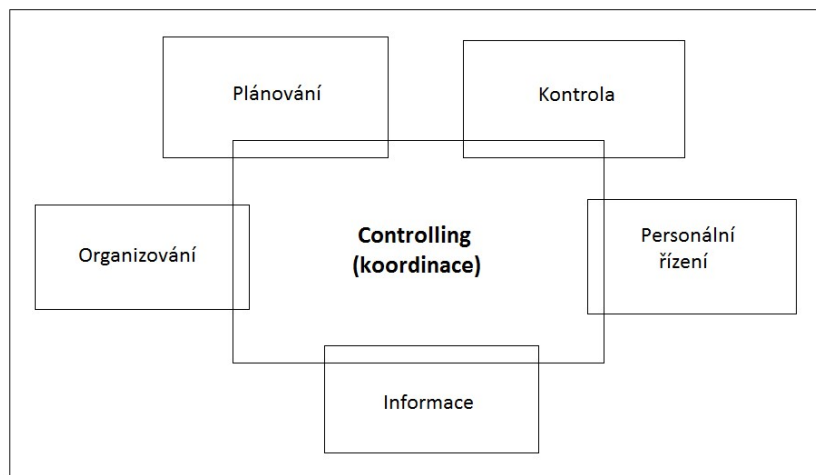 Plánování
Kontrola
Organizování
Controlling
(koordinace)
Personální
řízení
Informace